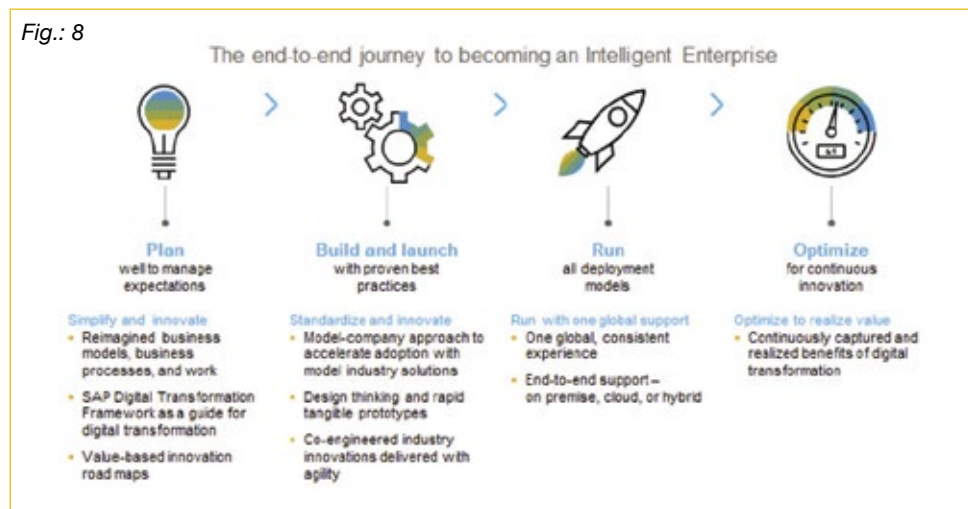 Fig.: 8
The end-to-end journey to becoming an Intelligent Enterprise
Plan
well to manage
expectations
Simplify and innovate
• Reimagined business
models, business
processes, and work
• SAP Digital Transformation
Framework as a guide for
digital transformation
• Value-based innovation
road maps
Build and launch
with proven best
practices
Standardize and innovate
• Model-company approach to
accelerate adoption with
model industry solutions
• Design thinking and rapid
tangible prototypes
• Co-engineered industry
innovations delivered with
agility
Run
all deployment
models
Run with one global support
• One global, consistent
experience
• End-to-end support –
on premise, cloud, or hybrid
Optimize
for continuous
innovation
Optimize to realize value
• Continuously captured and
realized benefits of digital
transformation